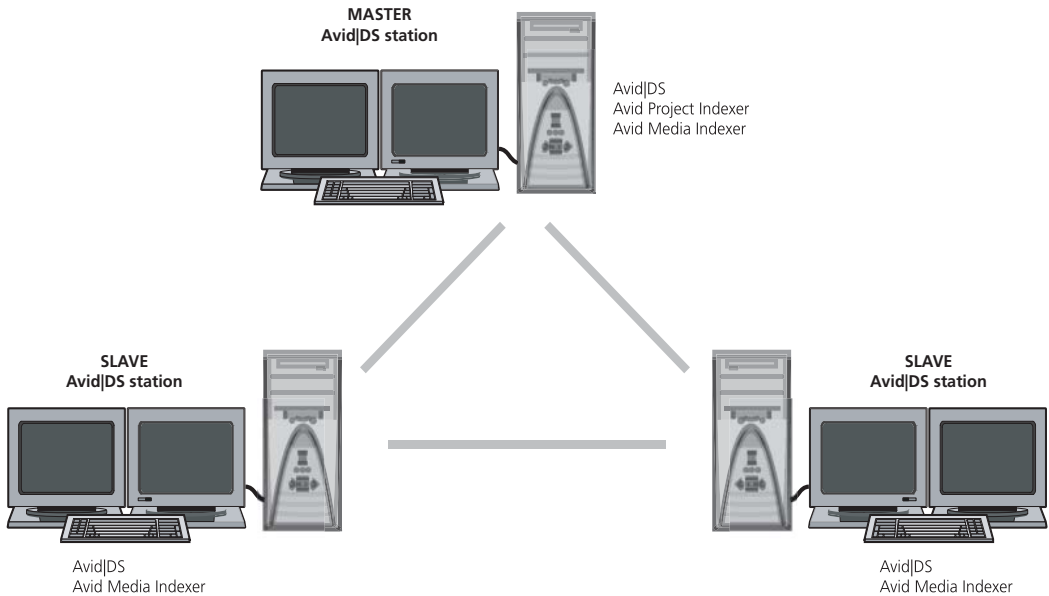 MASTER
Avid|DS station
Avid|DS
Avid Project Indexer
Avid Media Indexer
SLAVE
Avid|DS station
Avid|DS
Avid Media Indexer
SLAVE
Avid|DS station
Avid|DS
Avid Media Indexer